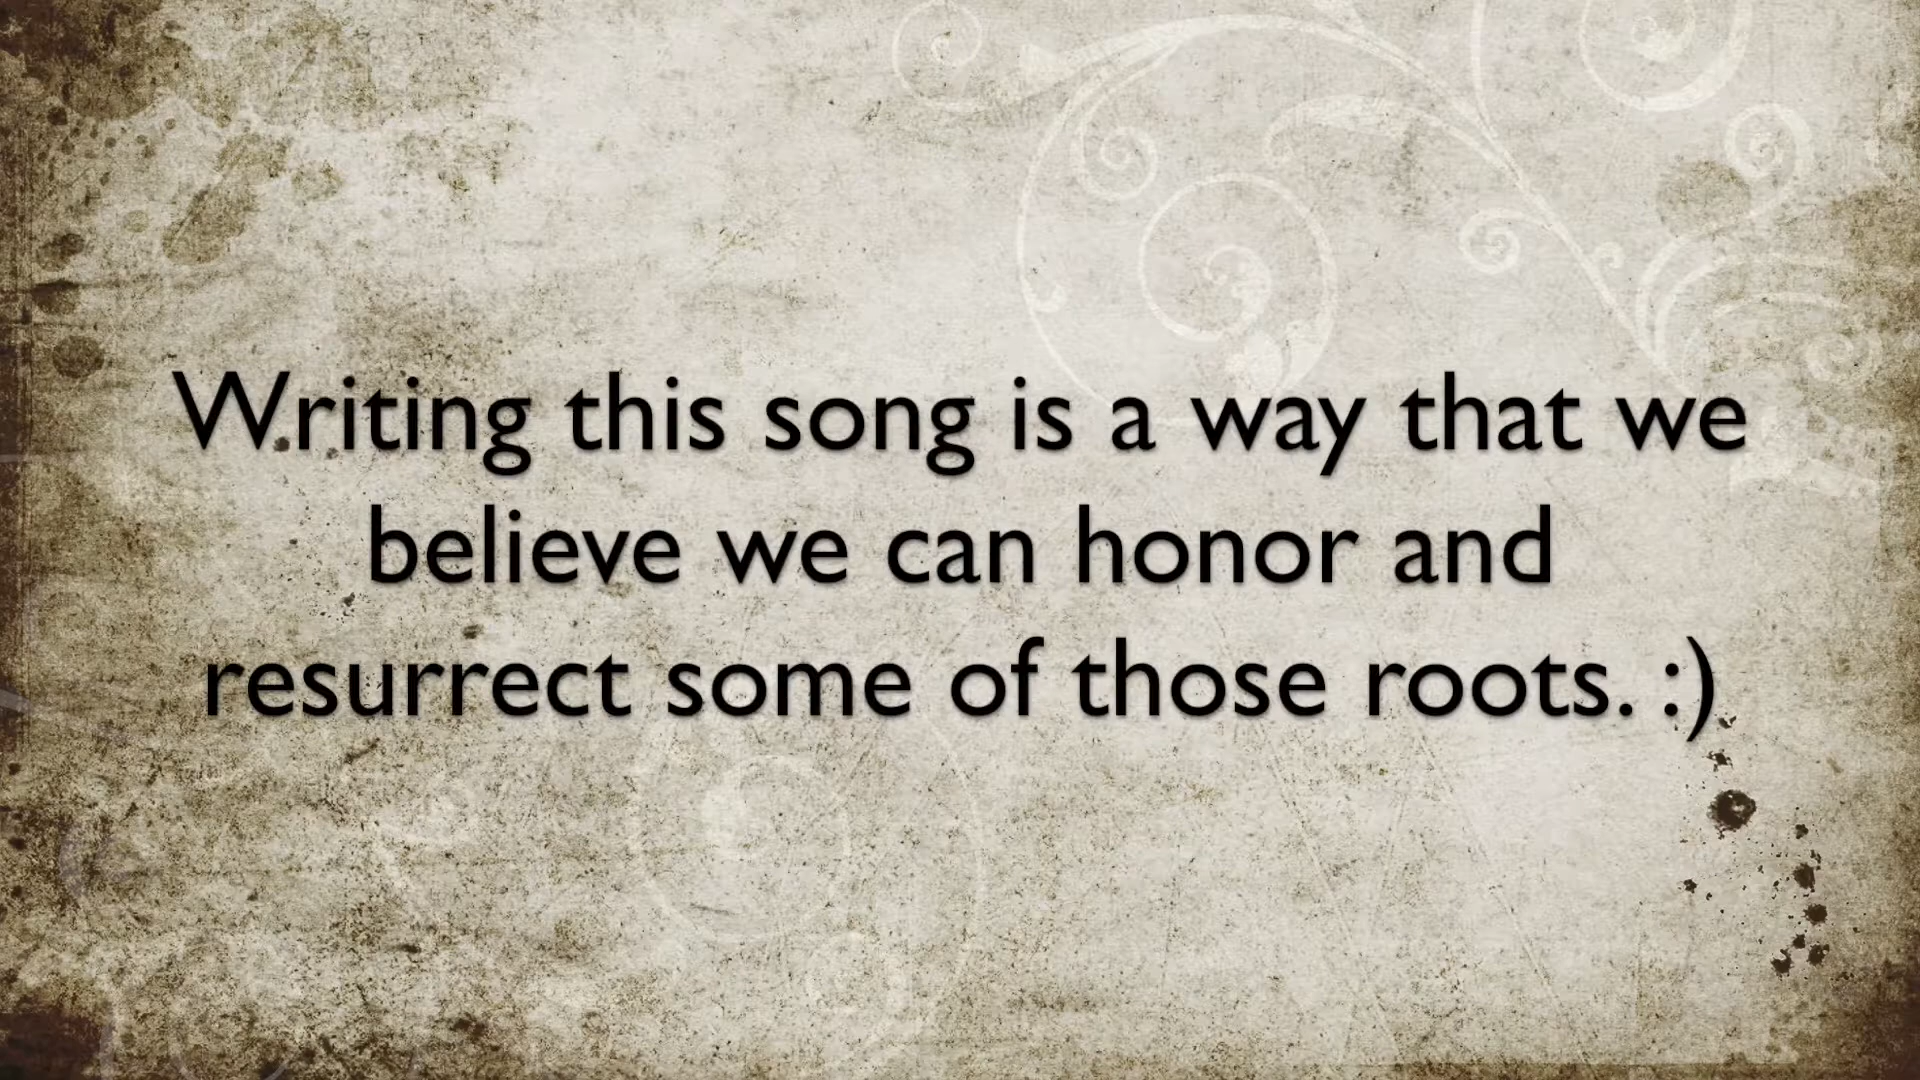 Writing this song is a way that we
believe we can honor and
resurrect some of those roots. :)